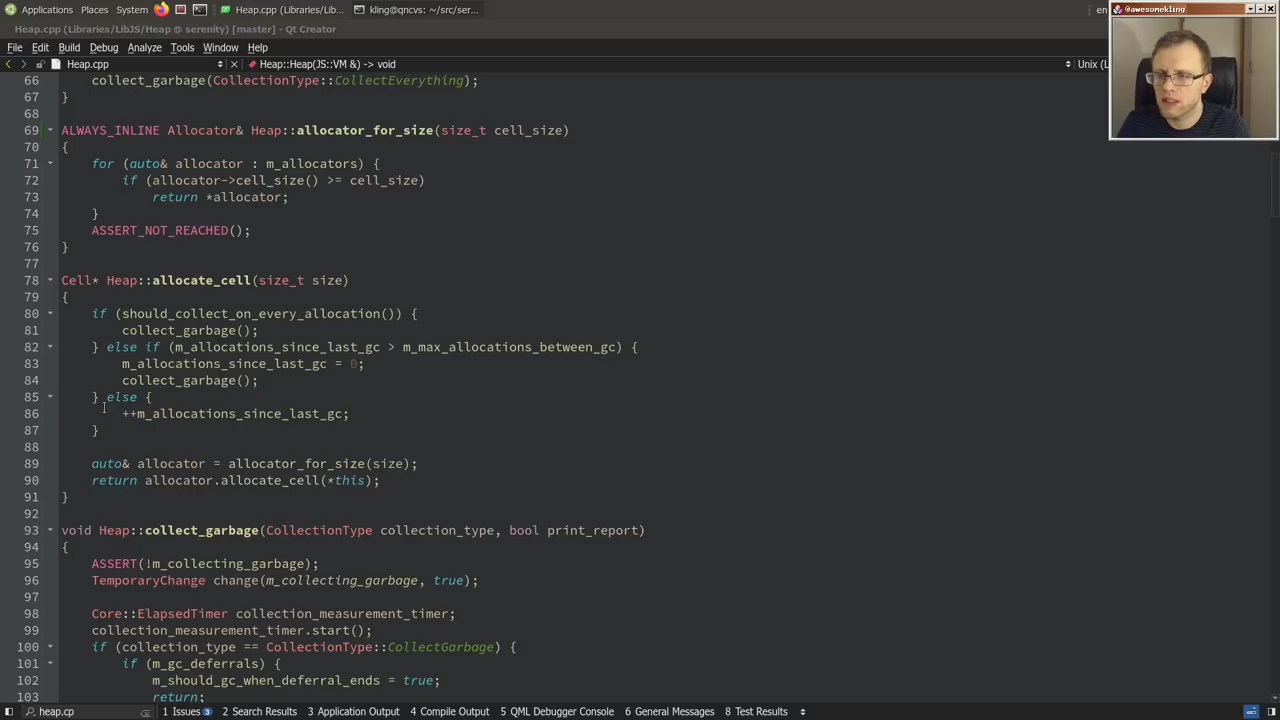 Applications Places System Heap.cpp (Libraries/Lib... kling@qncvs: ~/src/ser... en
@awesomekling
Heap.cpp (Libraries/LibJS/Heap @ serenity) [master] - Qt Creator
File Edit Build Debug Analyze Tools Window Help
Heap.cpp Heap::Heap(JS::VM &) -> void Unix (L
66 collect_garbage(CollectionType::CollectEverything);
67 }
68
69 ALWAYS_INLINE Allocator& Heap::allocator_for_size(size_t cell_size)
70 {
71 for (auto& allocator : m_allocators) {
72 if (allocator->cell_size() >= cell_size)
73 return *allocator;
74 }
75 ASSERT_NOT_REACHED();
76 }
77
78 Cell* Heap::allocate_cell(size_t size)
79 {
80 if (should_collect_on_every_allocation()) {
81 collect_garbage();
82 } else if (m_allocations_since_last_gc > m_max_allocations_between_gc) {
83 m_allocations_since_last_gc = 0;
84 collect_garbage();
85 } else {
86 ++m_allocations_since_last_gc;
87 }
88
89 auto& allocator = allocator_for_size(size);
90 return allocator.allocate_cell(*this);
91 }
92
93 void Heap::collect_garbage(CollectionType collection_type, bool print_report)
94 {
95 ASSERT(!m_collecting_garbage);
96 TemporaryChange change(m_collecting_garbage, true);
97
98 Core::ElapsedTimer collection_measurement_timer;
99 collection_measurement_timer.start();
100 if (collection_type == CollectionType::CollectGarbage) {
101 if (m_gc_deferrals) {
102 m_should_gc_when_deferral_ends = true;
103 return;
heap.cp 1 Issues 3 2 Search Results 3 Application Output 4 Compile Output 5 QML Debugger Console 6 General Messages 8 Test Results